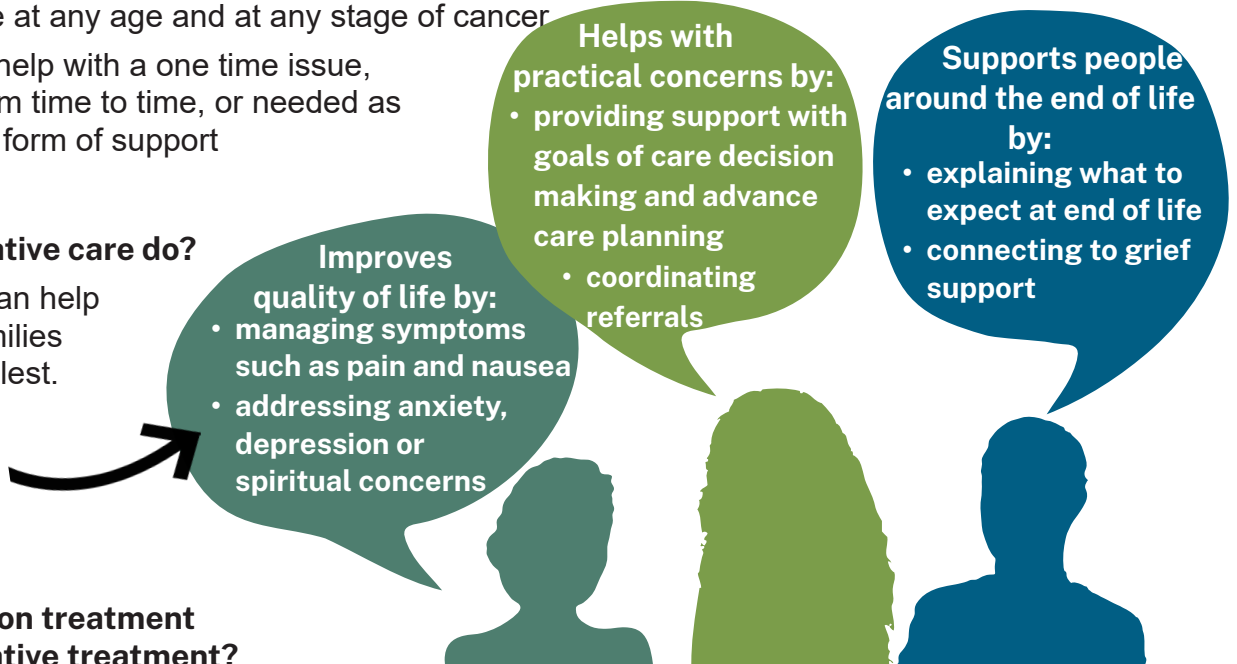 e at any age and at any stage of cancer
help with a one time issue,
m time to time, or needed as
form of support
ative care do?
an help
nilies
lest.
on treatment
ative treatment?
Improves
quality of life by:
• managing symptoms
such as pain and nausea
• addressing anxiety,
depression or
spiritual concerns
Helps with
practical concerns by:
• providing support with
goals of care decision
making and advance
care planning
• coordinating
referrals
Supports people
around the end of life
by:
• explaining what to
expect at end of life
• connecting to grief
support